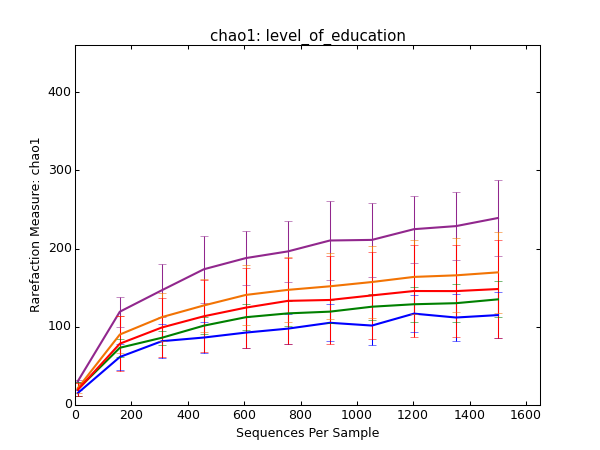 chao1: level_of_education
Rarefaction Measure: chao1
400
300
200
100
0
0 200 400 600 800 1000 1200 1400 1600
Sequences Per Sample